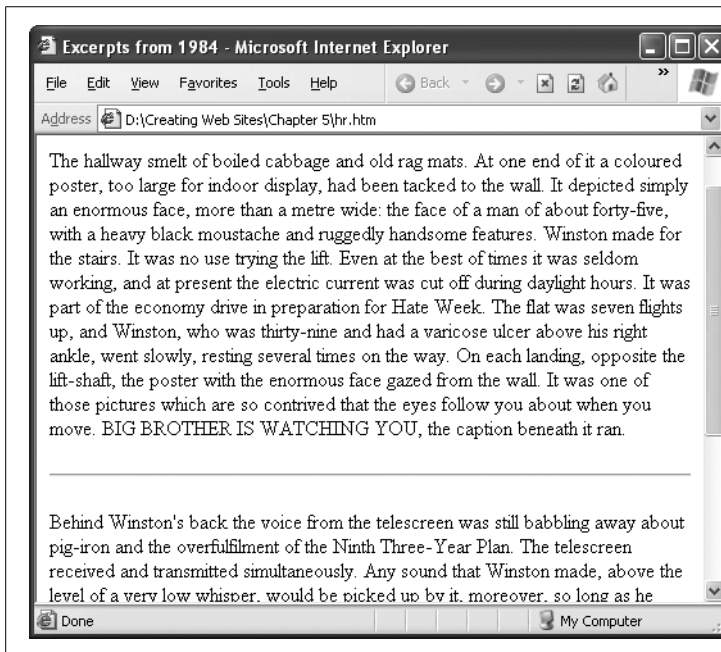 Excerpts from 1984 - Microsoft Internet Explorer
File Edit View Favorites Tools Help Back »
Address D:\Creating Web Sites\Chapter 5\hr.htm
The hallway smelt of boiled cabbage and old rag mats. At one end of it a coloured
poster, too large for indoor display, had been tacked to the wall. It depicted simply
an enormous face, more than a metre wide: the face of a man of about forty-five,
with a heavy black moustache and ruggedly handsome features. Winston made for
the stairs. It was no use trying the lift. Even at the best of times it was seldom
working, and at present the electric current was cut off during daylight hours. It was
part of the economy drive in preparation for Hate Week. The flat was seven flights
up, and Winston, who was thirty-nine and had a varicose ulcer above his right
ankle, went slowly, resting several times on the way. On each landing, opposite the
lift-shaft, the poster with the enormous face gazed from the wall. It was one of
those pictures which are so contrived that the eyes follow you about when you
move. BIG BROTHER IS WATCHING YOU, the caption beneath it ran.
Behind Winston's back the voice from the telescreen was still babbling away about
pig-iron and the overfulfilment of the Ninth Three-Year Plan. The telescreen
received and transmitted simultaneously. Any sound that Winston made, above the
level of a very low whisper, would be picked up by it, moreover, so long as he
Done My Computer